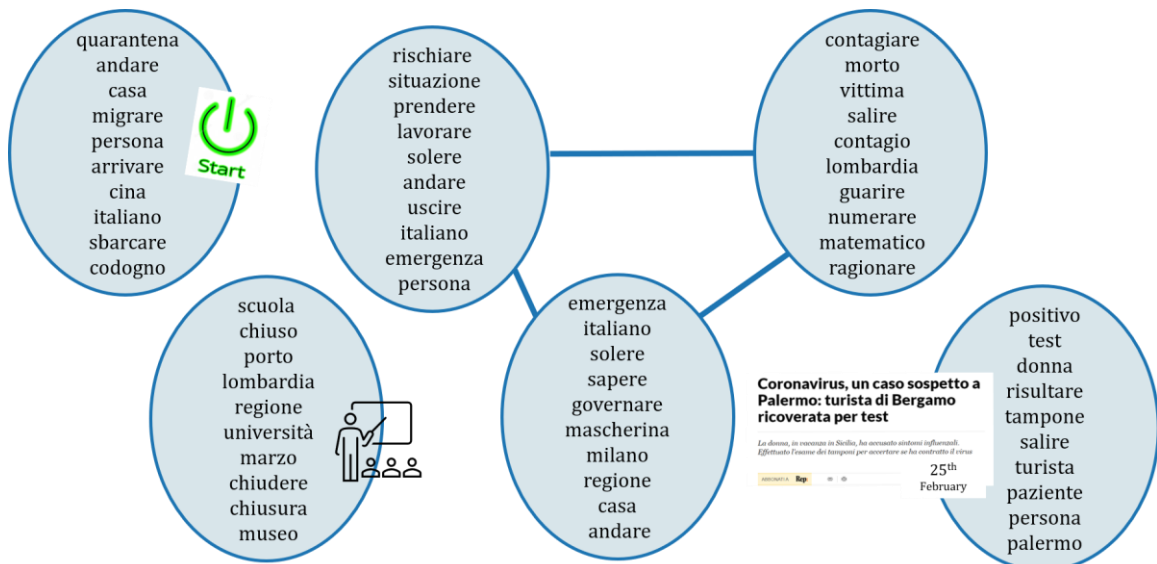 quarantena
andare
casa
migrare
persona
arrivare
cina
italiano
sbarcare
codogno
Start
rischiare
situazione
prendere
lavorare
solere
andare
uscire
italiano
emergenza
persona
contagiare
morto
vittima
salire
contagio
lombardia
guarire
numerare
matematico
ragionare
scuola
chiuso
porto
lombardia
regione
università
marzo
chiudere
chiusura
museo
emergenza
italiano
solere
sapere
governare
mascherina
milano
regione
casa
andare
Coronavirus, un caso sospetto a
Palermo: turista di Bergamo
ricoverata per test
La donna, in vacanza in Sicilia, ha accusato sintomi influenzali.
Effettuato l'esame dei tamponi per accertare se ha contratto il virus
ABBONATI A Rep:
25th
February
positivo
test
donna
risultare
tampone
salire
turista
paziente
persona
palermo